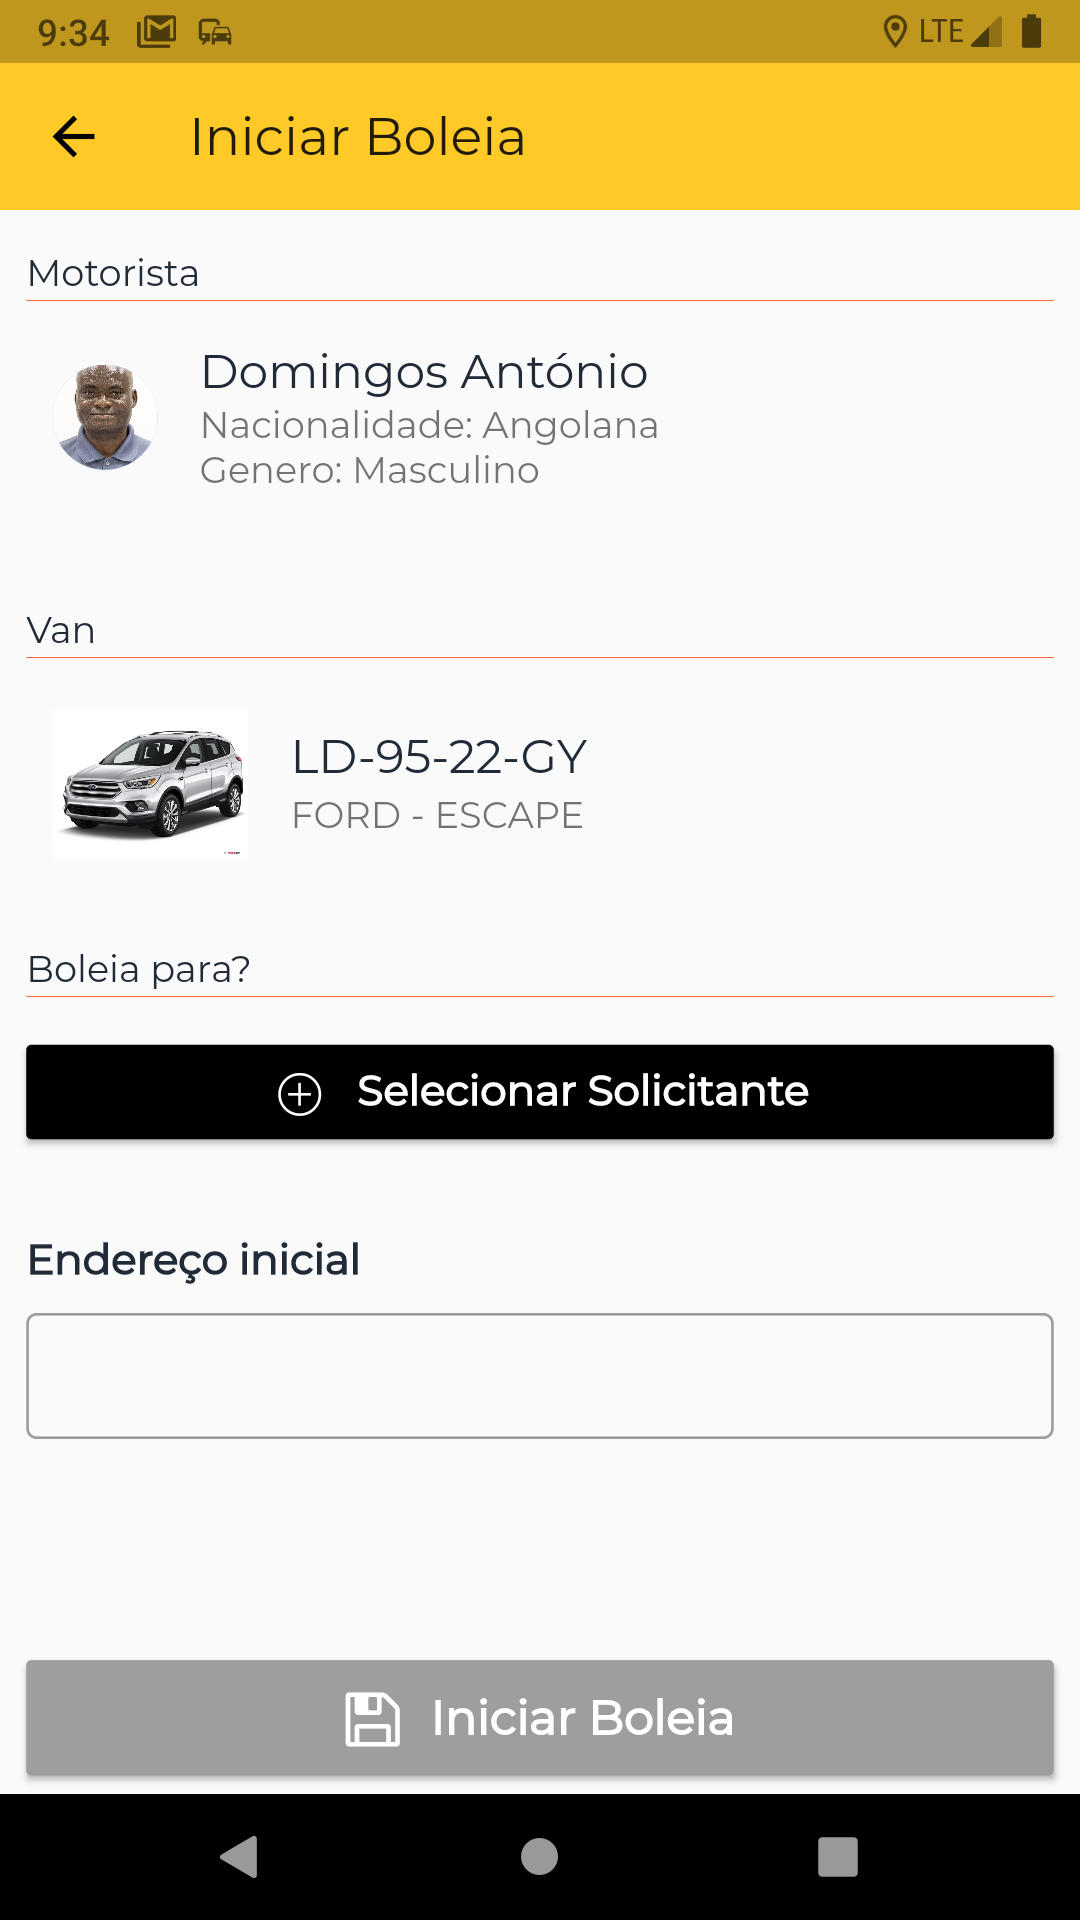 9:34
LTE
Iniciar Boleia
Motorista
Domingos António
Nacionalidade: Angolana
Genero: Masculino
Van
LD-95-22-GY
FORD - ESCAPE
Boleia para?
Selecionar Solicitante
Endereço inicial
Iniciar Boleia